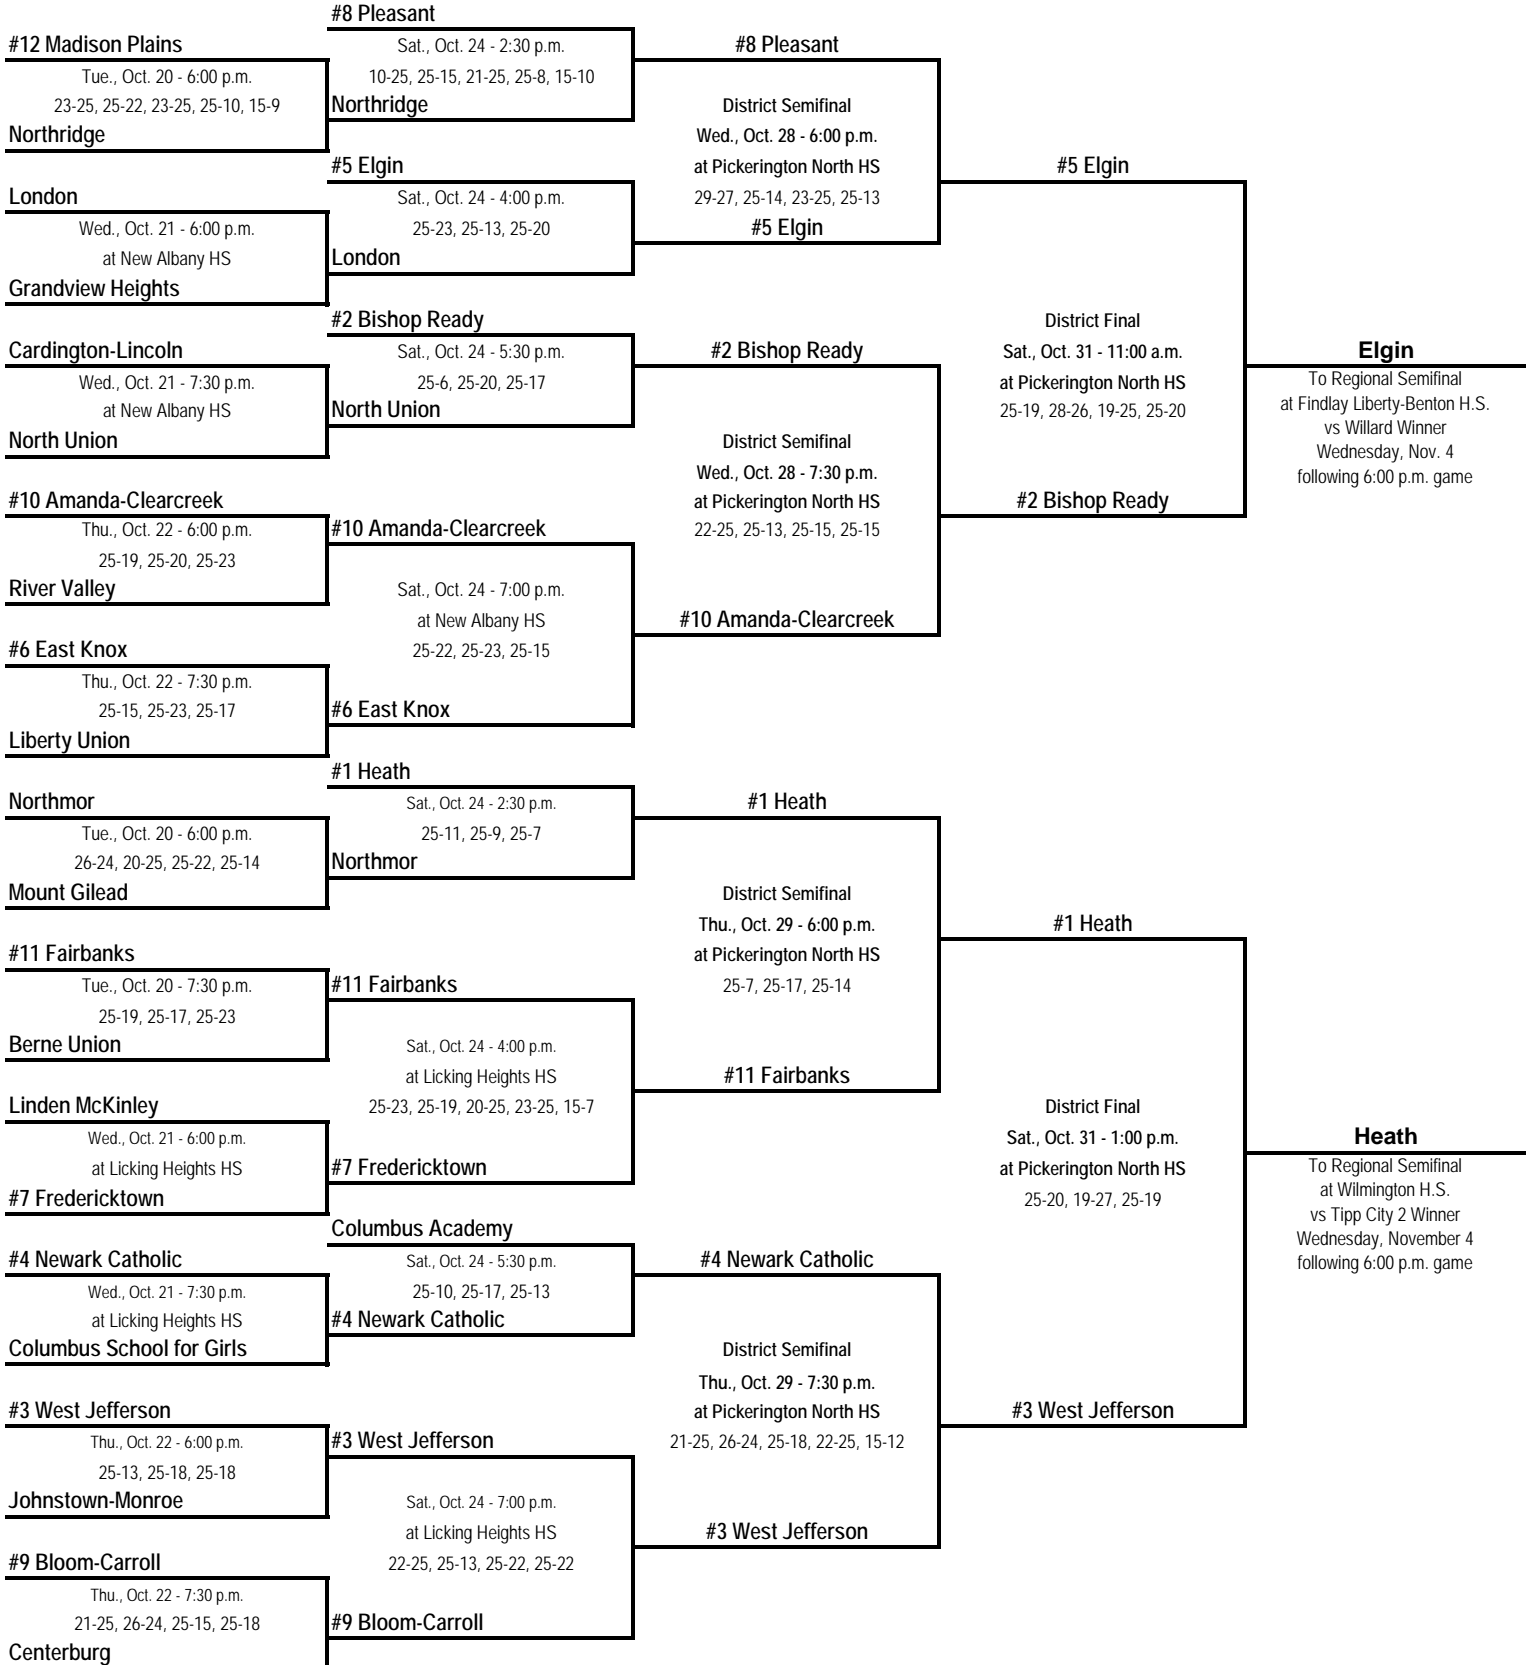 #8 Pleasant
#12 Madison Plains
Sat., Oct. 24 - 2:30 p.m.
#8 Pleasant
Tue., Oct. 20 - 6:00 p.m.
10-25, 25-15, 21-25, 25-8, 15-10
23-25, 25-22, 23-25, 25-10, 15-9
Northridge
District Semifinal
Northridge
Wed., Oct. 28 - 6:00 p.m.
#5 Elgin
at Pickerington North HS
#5 Elgin
London
Sat., Oct. 24 - 4:00 p.m.
29-27, 25-14, 23-25, 25-13
Wed., Oct. 21 - 6:00 p.m.
25-23, 25-13, 25-20
#5 Elgin
at New Albany HS
London
Grandview Heights
#2 Bishop Ready
District Final
Cardington-Lincoln
Sat., Oct. 24 - 5:30 p.m.
#2 Bishop Ready
Sat., Oct. 31 - 11:00 a.m.
Elgin
Wed., Oct. 21 - 7:30 p.m.
25-6, 25-20, 25-17
at Pickerington North HS
To Regional Semifinal
at New Albany HS
North Union
25-19, 28-26, 19-25, 25-20
at Findlay Liberty-Benton H.S.
North Union
District Semifinal
vs Willard Winner
Wed., Oct. 28 - 7:30 p.m.
Wednesday, Nov. 4
#10 Amanda-Clearcreek
at Pickerington North HS
#2 Bishop Ready
following 6:00 p.m. game
Thu., Oct. 22 - 6:00 p.m.
#10 Amanda-Clearcreek
22-25, 25-13, 25-15, 25-15
25-19, 25-20, 25-23
River Valley
Sat., Oct. 24 - 7:00 p.m.
at New Albany HS
#10 Amanda-Clearcreek
#6 East Knox
25-22, 25-23, 25-15
Thu., Oct. 22 - 7:30 p.m.
25-15, 25-23, 25-17
#6 East Knox
Liberty Union
#1 Heath
Northmor
Sat., Oct. 24 - 2:30 p.m.
#1 Heath
Tue., Oct. 20 - 6:00 p.m.
25-11, 25-9, 25-7
26-24, 20-25, 25-22, 25-14
Northmor
Mount Gilead
District Semifinal
Thu., Oct. 29 - 6:00 p.m.
#1 Heath
#11 Fairbanks
at Pickerington North HS
Tue., Oct. 20 - 7:30 p.m.
#11 Fairbanks
25-7, 25-17, 25-14
25-19, 25-17, 25-23
Berne Union
Sat., Oct. 24 - 4:00 p.m.
at Licking Heights HS
#11 Fairbanks
Linden McKinley
25-23, 25-19, 20-25, 23-25, 15-7
District Final
Wed., Oct. 21 - 6:00 p.m.
Sat., Oct. 31 - 1:00 p.m.
Heath
at Licking Heights HS
#7 Fredericktown
at Pickerington North HS
To Regional Semifinal
#7 Fredericktown
25-20, 19-27, 25-19
at Wilmington H.S.
Columbus Academy
vs Tipp City 2 Winner
#4 Newark Catholic
Sat., Oct. 24 - 5:30 p.m.
#4 Newark Catholic
Wednesday, November 4
Wed., Oct. 21 - 7:30 p.m.
25-10, 25-17, 25-13
following 6:00 p.m. game
at Licking Heights HS
#4 Newark Catholic
Columbus School for Girls
District Semifinal
Thu., Oct. 29 - 7:30 p.m.
#3 West Jefferson
at Pickerington North HS
#3 West Jefferson
Thu., Oct. 22 - 6:00 p.m.
#3 West Jefferson
21-25, 26-24, 25-18, 22-25, 15-12
25-13, 25-18, 25-18
Johnstown-Monroe
Sat., Oct. 24 - 7:00 p.m.
at Licking Heights HS
#3 West Jefferson
#9 Bloom-Carroll
22-25, 25-13, 25-22, 25-22
Thu., Oct. 22 - 7:30 p.m.
21-25, 26-24, 25-15, 25-18
#9 Bloom-Carroll
Centerburg